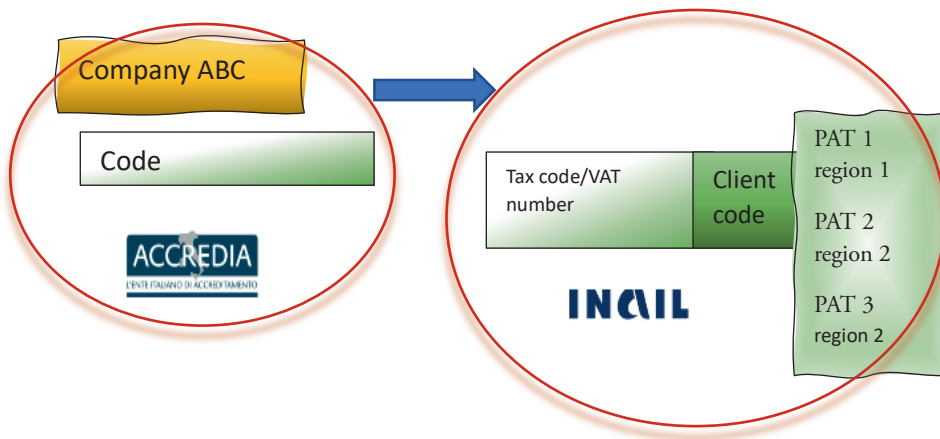 Company ABC
Code
ACCREDIA
L'ENTE ITALIANO DI ACCREDITAMENTO
Tax code/VAT
number
Client
code
PAT 1
region 1
PAT 2
region 2
PAT 3
region 2
INAIL